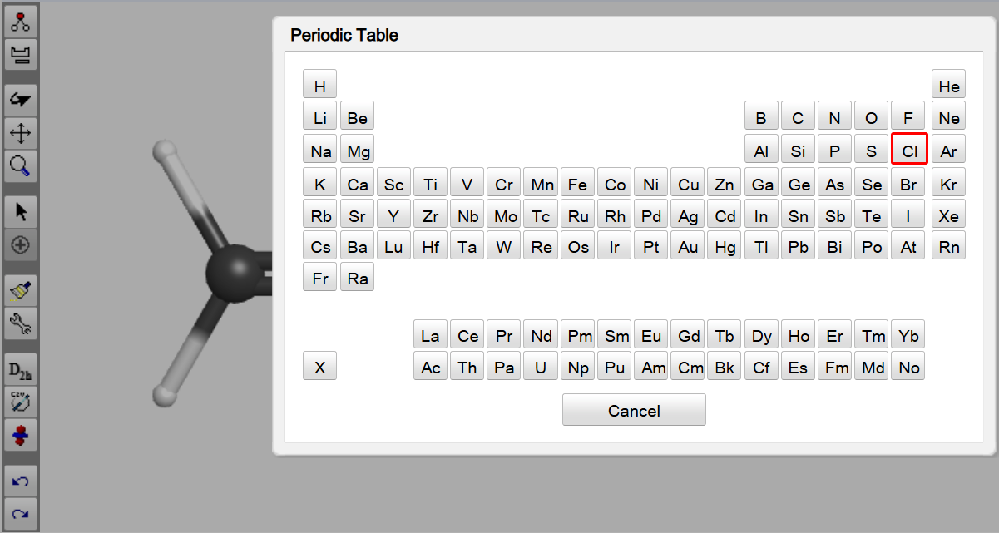 Periodic Table
H He
Li Be B C N O F Ne
Na Mg Al Si P S Cl Ar
K Ca Sc Ti V Cr Mn Fe Co Ni Cu Zn Ga Ge As Se Br Kr
Rb Sr Y Zr Nb Mo Tc Ru Rh Pd Ag Cd In Sn Sb Te I Xe
Cs Ba Lu Hf Ta W Re Os Ir Pt Au Hg Tl Pb Bi Po At Rn
Fr Ra
La Ce Pr Nd Pm Sm Eu Gd Tb Dy Ho Er Tm Yb
X Ac Th Pa U Np Pu Am Cm Bk Cf Es Fm Md No
Cancel
D2h
C2v